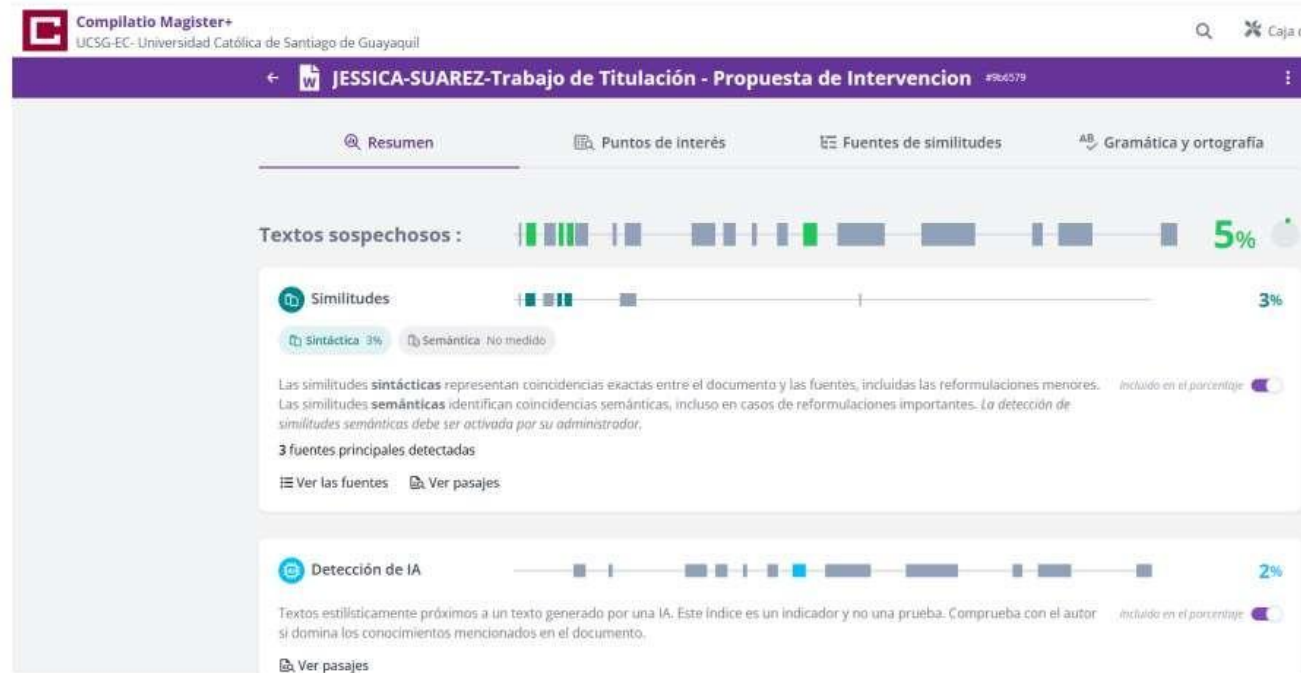 Compilatio Magister+
UCSG-EC- Universidad Católica de Santiago de Guayaquil
Caja
JESSICA-SUAREZ-Trabajo de Titulación - Propuesta de Intervencion #9b6579
Resumen
Puntos de interés
Fuentes de similitudes
Gramática y ortografía
Textos sospechosos :
5%
Similitudes
3%
Sintáctica 3%
Semántica No medido
Las similitudes sintácticas representan coincidencias exactas entre el documento y las fuentes, incluidas las reformulaciones menores.
incluido en el porcentaje
Las similitudes semánticas identifican coincidencias semánticas, incluso en casos de reformulaciones importantes. La detección de
similitudes semánticas debe ser activada por su administrador.
3 fuentes principales detectadas
Ver las fuentes
Ver pasajes
Detección de IA
2%
Textos estilísticamente próximos a un texto generado por una IA. Este índice es un indicador y no una prueba. Comprueba con el autor
incluido en el porcentaje
si domina los conocimientos mencionados en el documento.
Ver pasajes